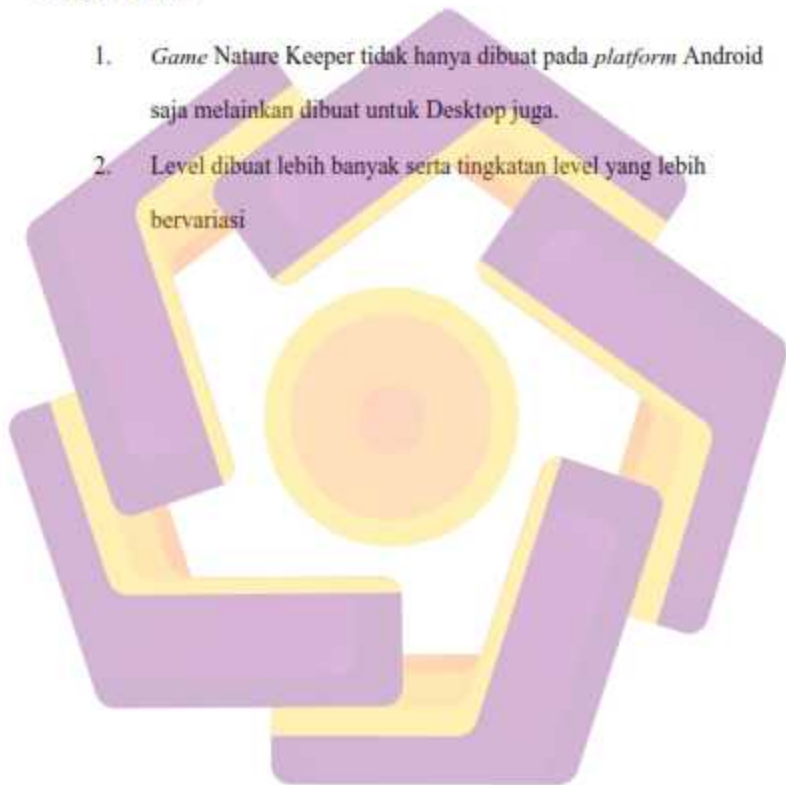 1. Game Nature Keeper tidak hanya dibuat pada platform Android
saja melainkan dibuat untuk Desktop juga.
2. Level dibuat lebih banyak serta tingkatan level yang lebih
bervariasi